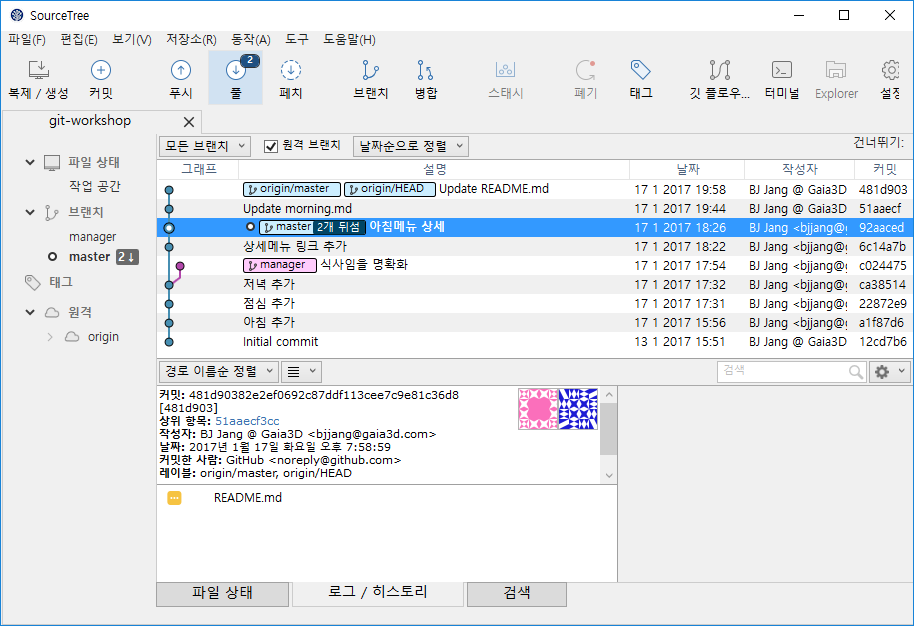 SourceTree
파일(F) 편집(E) 보기(V) 저장소(R) 동작(A) 도구 도움말(H)
2
복제 / 생성 커밋 푸시 풀 페치 브랜치 병합 스태시 폐기 태그 깃 플로우... 터미널 Explorer 설정
git-workshop
모든 브랜치 원격 브랜치 날짜순으로 정렬 건너뛰기:
파일 상태
작업 공간
브랜치
manager
master 2↓
태그
원격
origin
그래프 설명 날짜 작성자 커밋
origin/master origin/HEAD Update README.md 17 1 2017 19:58 BJ Jang @ Gaia3D 481d903
Update morning.md 17 1 2017 19:44 BJ Jang @ Gaia3D 51aaecf
master 2개 뒤섬 아침메뉴 상세 17 1 2017 18:26 BJ Jang @ Gaia3D 92aaced
상세메뉴 링크 추가 17 1 2017 18:22 BJ Jang <bjjang@g 6c14a7b
manager 식사임을 명확화 17 1 2017 17:54 BJ Jang <bjjang@g c024475
저녁 추가 17 1 2017 17:32 BJ Jang <bjjang@g ca38514
점심 추가 17 1 2017 17:31 BJ Jang <bjjang@g 22872e9
아침 추가 17 1 2017 15:56 BJ Jang <bjjang@g a1f87d6
Initial commit 13 1 2017 15:51 BJ Jang @ Gaia3D 12cd7b6
경로 이름순 정렬 검색
커밋: 481d90382e2ef0692c87ddf113cee7c9e81c36d8
[481d903]
상위 항목: 51aaecf3cc
작성자: BJ Jang @ Gaia3D <bjjang@gaia3d.com>
날짜: 2017년 1월 17일 화요일 오후 7:58:59
커밋한 사람: GitHub <noreply@github.com>
레이블: origin/master, origin/HEAD
README.md
파일 상태 로그 / 히스토리 검색